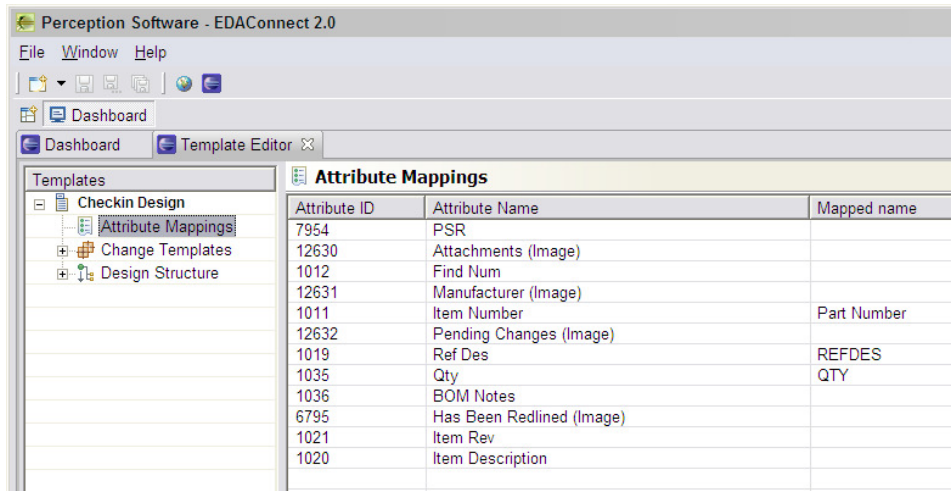 Perception Software - EDAConnect 2.0
File Window Help
Dashboard
Dashboard Template Editor
Templates
Checkin Design
Attribute Mappings
Change Templates
Design Structure
Attribute Mappings
Attribute ID Attribute Name Mapped name
7954 PSR
12630 Attachments (Image)
1012 Find Num
12631 Manufacturer (Image)
1011 Item Number Part Number
12632 Pending Changes (Image)
1019 Ref Des REFDES
1035 Qty QTY
1036 BOM Notes
6795 Has Been Redlined (Image)
1021 Item Rev
1020 Item Description